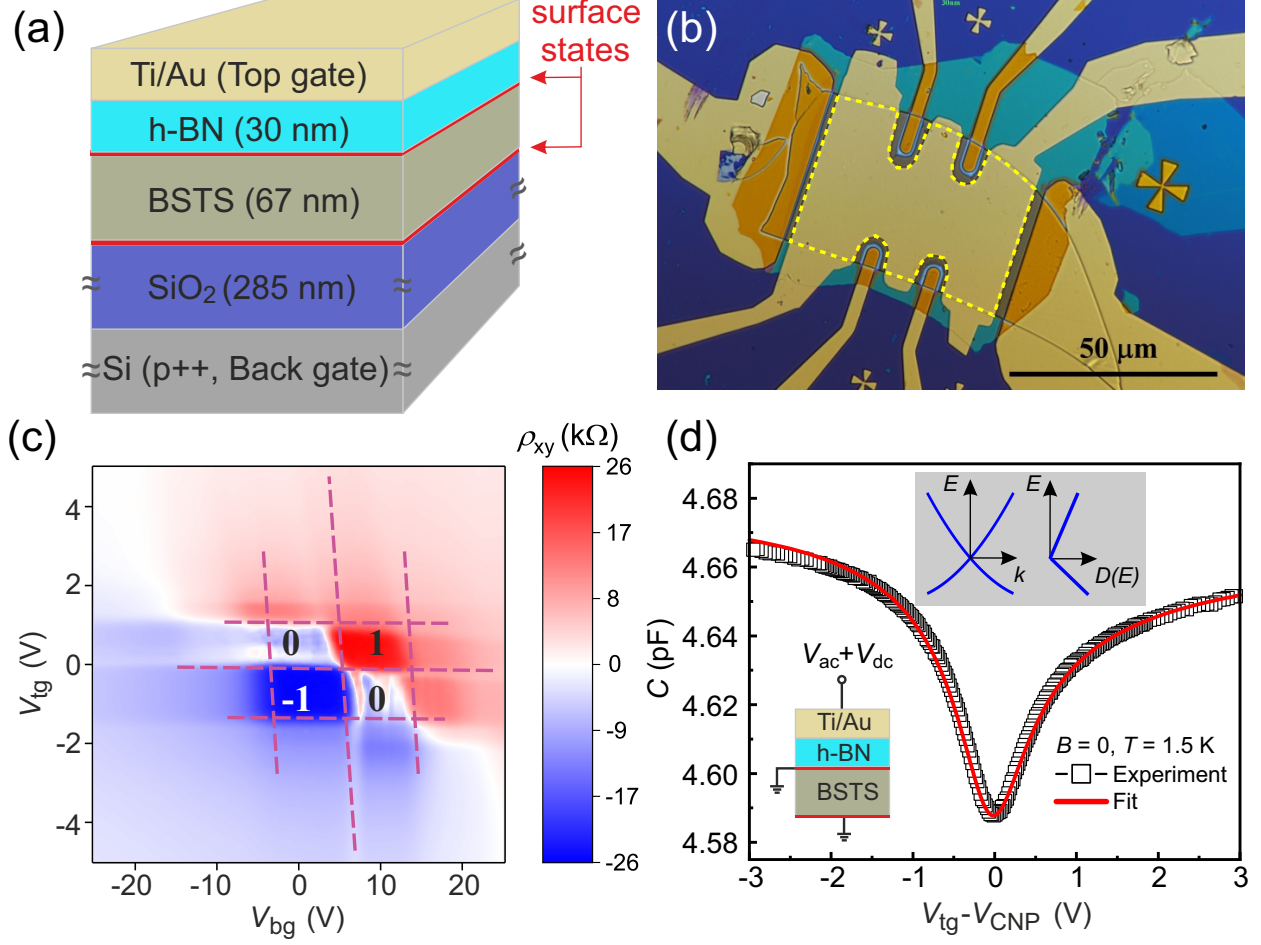 (a)
surface
states
Ti/Au (Top gate)
h-BN (30 nm)
BSTS (67 nm)
SiO₂ (285 nm)
Si (p++, Back gate)
(b)
30nm
50 μm
(c)
ρxy (kΩ)
26
17
8
0
-9
-17
-26
4
2
0
-2
-4
Vtg (V)
0
1
-1
0
-20
-10
0
10
20
Vbg (V)
(d)
4.68
4.66
4.64
4.62
4.60
4.58
C (pF)
E
k
E
D(E)
Vac+Vdc
Ti/Au
h-BN
BSTS
B = 0, T = 1.5 K
Experiment
Fit
-3
-2
-1
0
1
2
3
Vtg-VCNP (V)